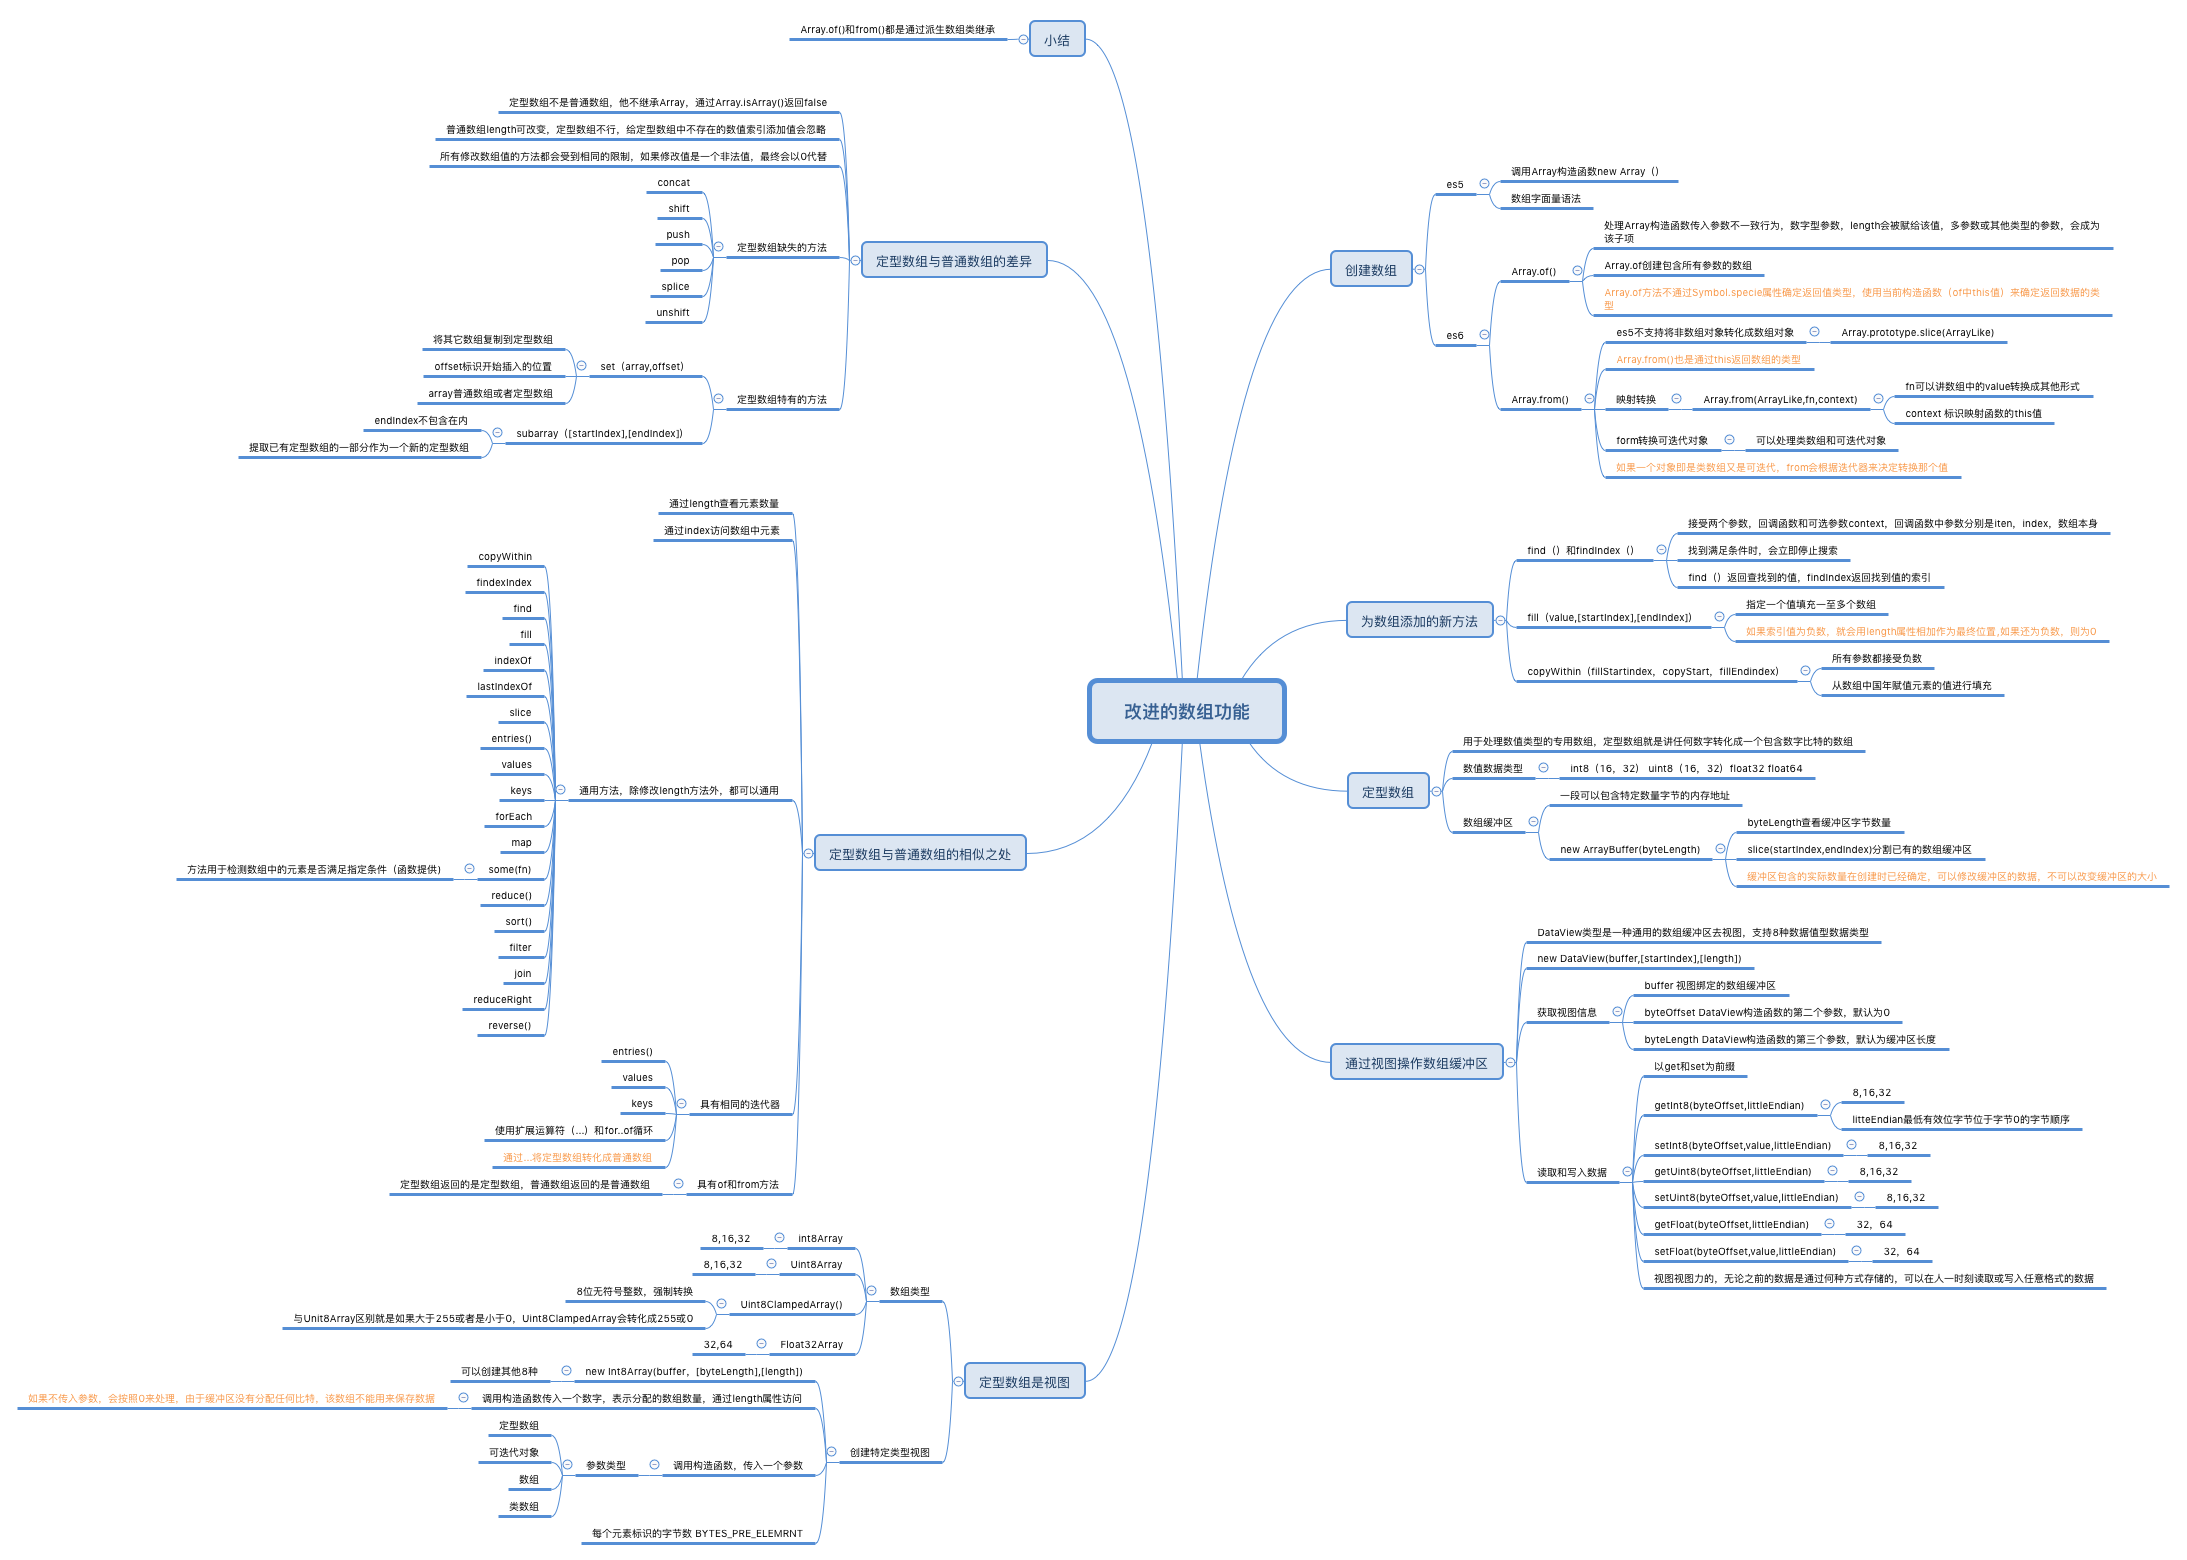 改进的数组功能
创建数组
es5
调用Array构造函数new Array（）
数组字面量语法
es6
Array.of()
处理Array构造函数传入参数不一致行为，数字型参数，length会被赋给该值，多参数或其他类型的参数，会成为
该子项
Array.of创建包含所有参数的数组
Array.of方法不通过Symbol.specie属性确定返回值类型，使用当前构造函数（of中this值）来确定返回数据的类
型
Array.from()
es5不支持将非数组对象转化成数组对象
Array.prototype.slice(ArrayLike)
Array.from()也是通过this返回数组的类型
映射转换
Array.from(ArrayLike,fn,context)
fn可以讲数组中的value转换成其他形式
context 标识映射函数的this值
form转换可迭代对象
可以处理类数组和可迭代对象
如果一个对象即是类数组又是可迭代，from会根据迭代器来决定转换那个值
为数组添加的新方法
find（）和findIndex（）
接受两个参数，回调函数和可选参数context，回调函数中参数分别是iten，index，数组本身
找到满足条件时，会立即停止搜索
find（）返回查找到的值，findIndex返回找到值的索引
fill（value,[startIndex],[endIndex]）
指定一个值填充一至多个数组
如果索引值为负数，就会用length属性相加作为最终位置,如果还为负数，则为0
copyWithin（fillStartindex，copyStart，fillEndindex）
所有参数都接受负数
从数组中国年赋值元素的值进行填充
定型数组
用于处理数值类型的专用数组，定型数组就是讲任何数字转化成一个包含数字比特的数组
数值数据类型
int8（16，32） uint8（16，32）float32 float64
数组缓冲区
一段可以包含特定数量字节的内存地址
new ArrayBuffer(byteLength)
byteLength查看缓冲区字节数量
slice(startIndex,endIndex)分割已有的数组缓冲区
缓冲区包含的实际数量在创建时已经确定，可以修改缓冲区的数据，不可以改变缓冲区的大小
通过视图操作数组缓冲区
DataView类型是一种通用的数组缓冲区去视图，支持8种数据值型数据类型
new DataView(buffer,[startIndex],[length])
获取视图信息
buffer 视图绑定的数组缓冲区
byteOffset DataView构造函数的第二个参数，默认为0
byteLength DataView构造函数的第三个参数，默认为缓冲区长度
读取和写入数据
以get和set为前缀
getInt8(byteOffset,littleEndian)
8,16,32
litteEndian最低有效位字节位于字节0的字节顺序
setInt8(byteOffset,value,littleEndian)
8,16,32
getUint8(byteOffset,littleEndian)
8,16,32
setUint8(byteOffset,value,littleEndian)
8,16,32
getFloat(byteOffset,littleEndian)
32，64
setFloat(byteOffset,value,littleEndian)
32，64
视图视图力的，无论之前的数据是通过何种方式存储的，可以在人一时刻读取或写入任意格式的数据
小结
Array.of()和from()都是通过派生数组类继承
定型数组与普通数组的差异
定型数组不是普通数组，他不继承Array，通过Array.isArray()返回false
普通数组length可改变，定型数组不行，给定型数组中不存在的数值索引添加值会忽略
所有修改数组值的方法都会受到相同的限制，如果修改值是一个非法值，最终会以0代替
定型数组缺失的方法
concat
shift
push
pop
splice
unshift
定型数组特有的方法
set（array,offset)
将其它数组复制到定型数组
offset标识开始插入的位置
array普通数组或者定型数组
subarray（[startIndex],[endIndex]）
endIndex不包含在内
提取已有定型数组的一部分作为一个新的定型数组
定型数组与普通数组的相似之处
通过length查看元素数量
通过index访问数组中元素
通用方法，除修改length方法外，都可以通用
copyWithin
findexIndex
find
fill
indexOf
lastIndexOf
slice
entries()
values
keys
forEach
map
some(fn)
方法用于检测数组中的元素是否满足指定条件（函数提供）
reduce()
sort()
filter
join
reduceRight
reverse()
具有相同的迭代器
entries()
values
keys
使用扩展运算符（...）和for..of循环
通过...将定型数组转化成普通数组
具有of和from方法
定型数组返回的是定型数组，普通数组返回的是普通数组
定型数组是视图
数组类型
int8Array
8,16,32
Uint8Array
8,16,32
Uint8ClampedArray()
8位无符号整数，强制转换
与Unit8Array区别就是如果大于255或者是小于0，Uint8ClampedArray会转化成255或0
Float32Array
32,64
创建特定类型视图
new Int8Array(buffer，[byteLength],[length])
可以创建其他8种
调用构造函数传入一个数字，表示分配的数组数量，通过length属性访问
如果不传入参数，会按照0来处理，由于缓冲区没有分配任何比特，该数组不能用来保存数据
调用构造函数，传入一个参数
参数类型
定型数组
可迭代对象
数组
类数组
每个元素标识的字节数 BYTES_PRE_ELEMRNT